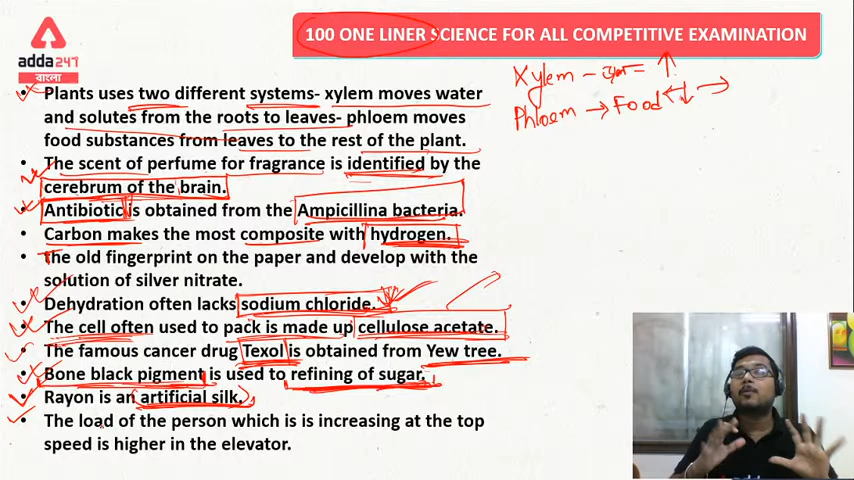 100 ONE LINER SCIENCE FOR ALL COMPETITIVE EXAMINATION
adda247
বাংলা
Xylem –
Phloem → Food
• Plants uses two different systems- xylem moves water
and solutes from the roots to leaves- phloem moves
food substances from leaves to the rest of the plant.
• The scent of perfume for fragrance is identified by the
cerebrum of the brain.
• Antibiotic is obtained from the Ampicillina bacteria.
• Carbon makes the most composite with hydrogen.
• The old fingerprint on the paper and develop with the
solution of silver nitrate.
• Dehydration often lacks sodium chloride.
• The cell often used to pack is made up cellulose acetate.
• The famous cancer drug Texol is obtained from Yew tree.
• Bone black pigment is used to refining of sugar.
• Rayon is an artificial silk.
• The load of the person which is is increasing at the top
speed is higher in the elevator.